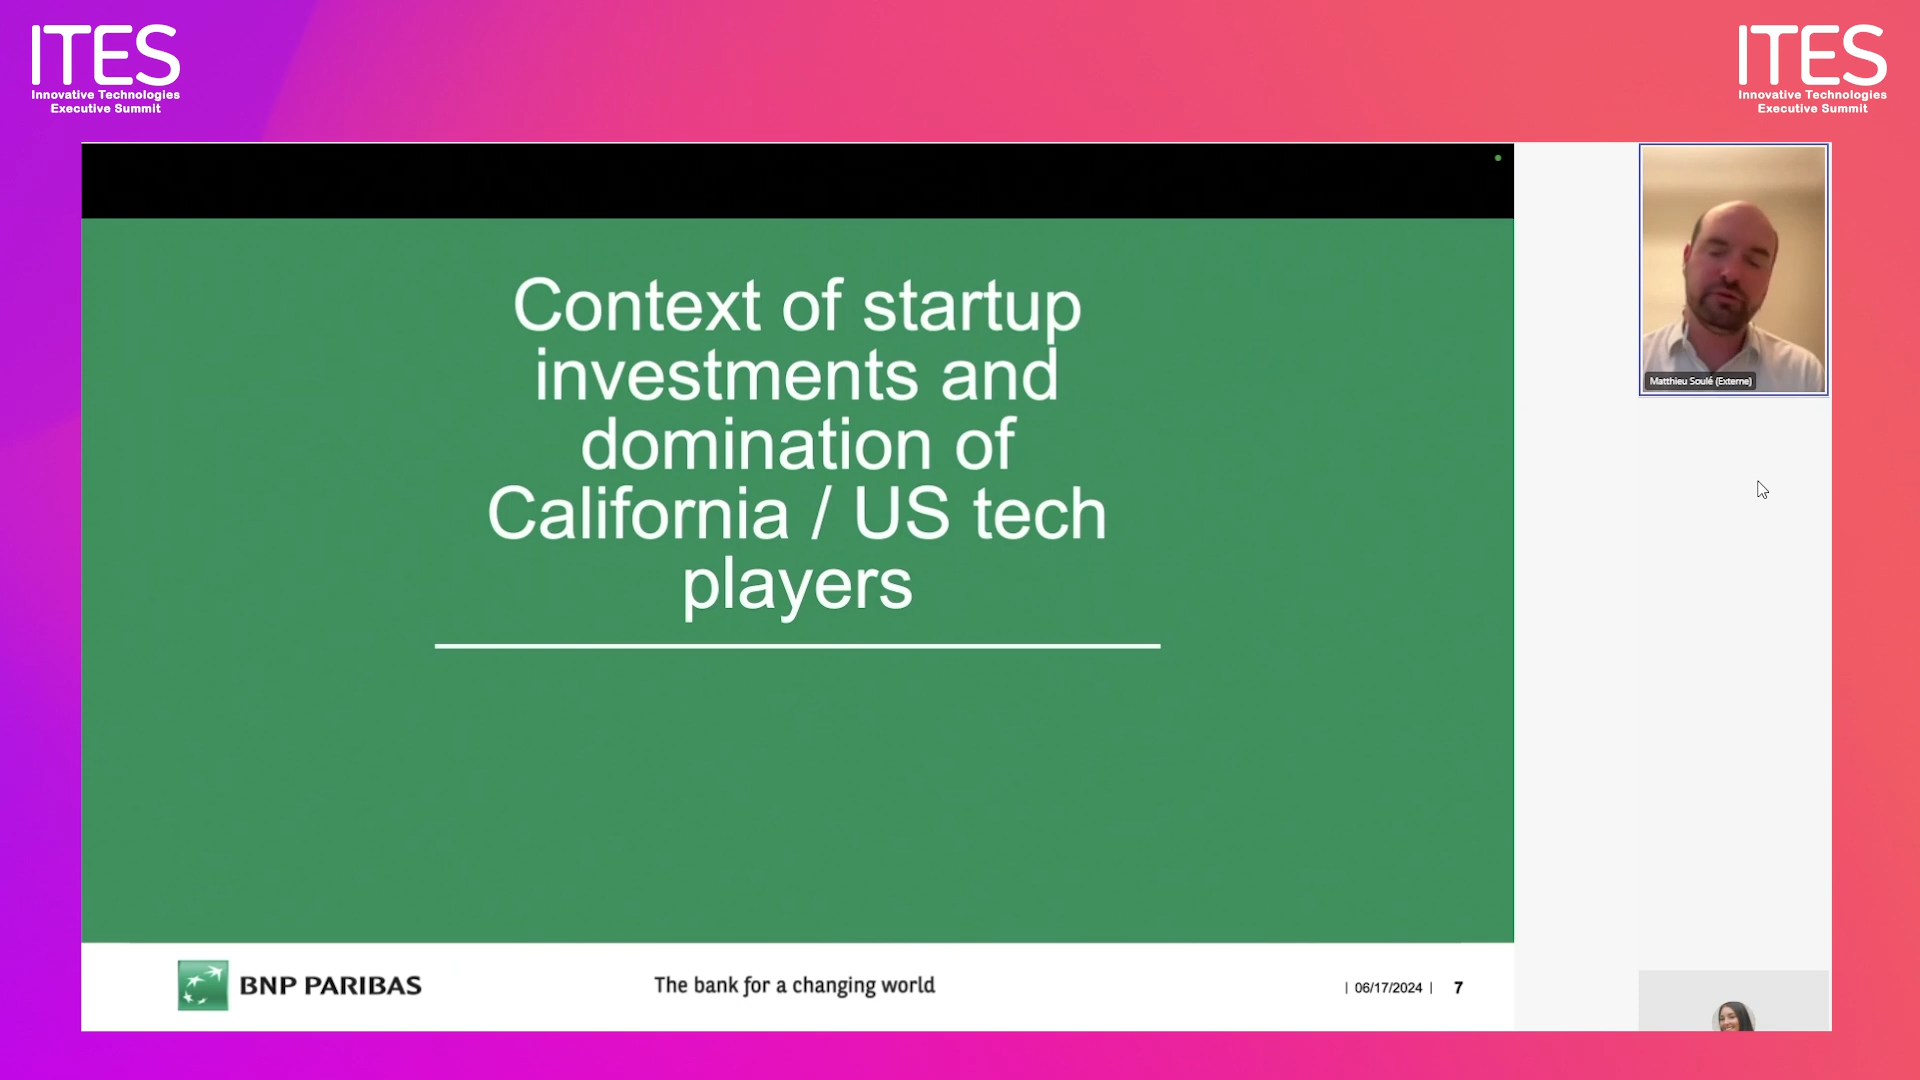 ITES
Innovative Technologies
Executive Summit
ITES
Innovative Technologies
Executive Summit
Context of startup
investments and
domination of
California / US tech
players
Matthieu Soulé (Externe)
BNP PARIBAS
The bank for a changing world
| 06/17/2024 | 7